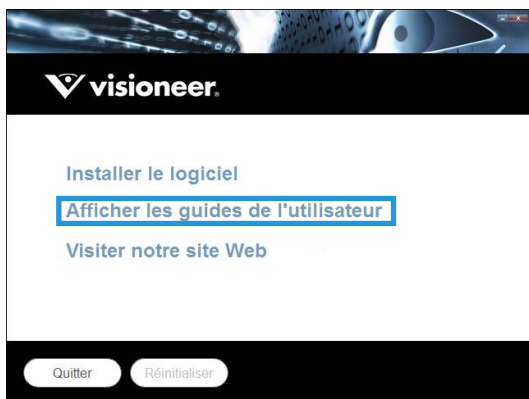 visioneer®
Installer le logiciel
Afficher les guides de l'utilisateur
Visiter notre site Web
Quitter
Réinitialiser